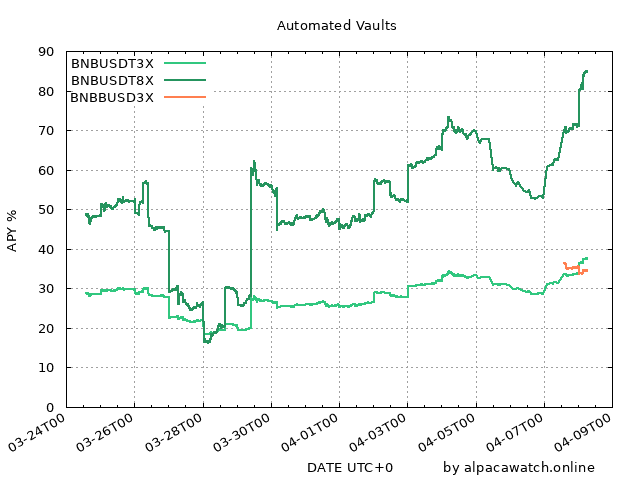 Automated Vaults
BNBUSDT3X
BNBUSDT8X
BNBBUSD3X
APY %
90
80
70
60
50
40
30
20
10
0
03-24T00 03-26T00 03-28T00 03-30T00 04-01T00 04-03T00 04-05T00 04-07T00 04-09T00
DATE UTC+0 by alpacawatch.online